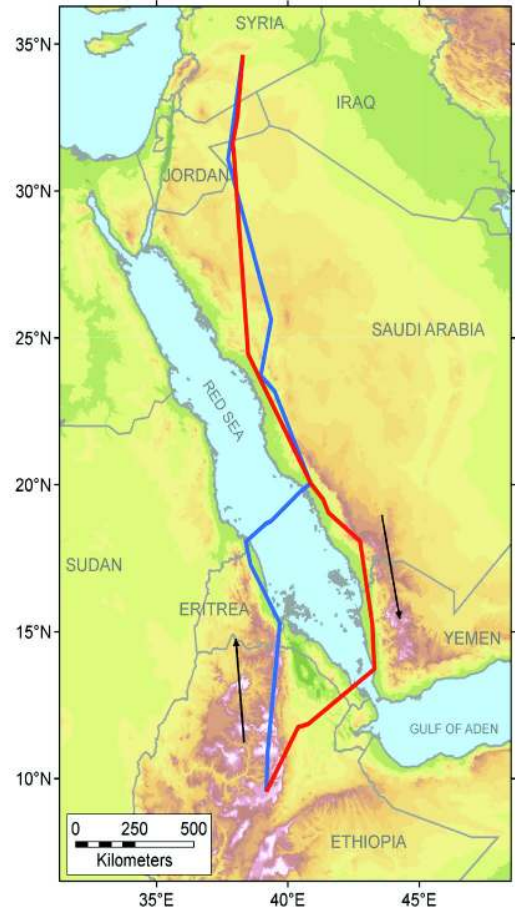 35°N
SYRIA
IRAQ
30°N
JORDAN
25°N
SAUDI ARABIA
RED SEA
20°N
SUDAN
ERITREA
15°N
YEMEN
GULF OF ADEN
10°N
0 250 500
Kilometers
ETHIOPIA
35°E 40°E 45°E